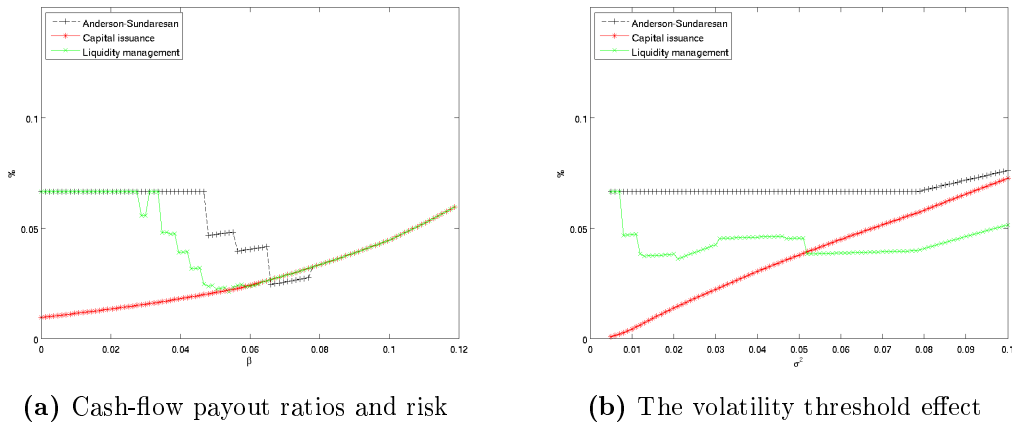 Anderson-Sundaresan
Capital issuance
Liquidity management
0.1
0.05
0
%
0
0.02
0.04
0.06
0.08
0.1
0.12
β
(a) Cash-flow payout ratios and risk
Anderson-Sundaresan
Capital issuance
Liquidity management
0.1
0.05
0
%
0
0.01
0.02
0.03
0.04
0.05
0.06
0.07
0.08
0.09
0.1
σ²
(b) The volatility threshold effect